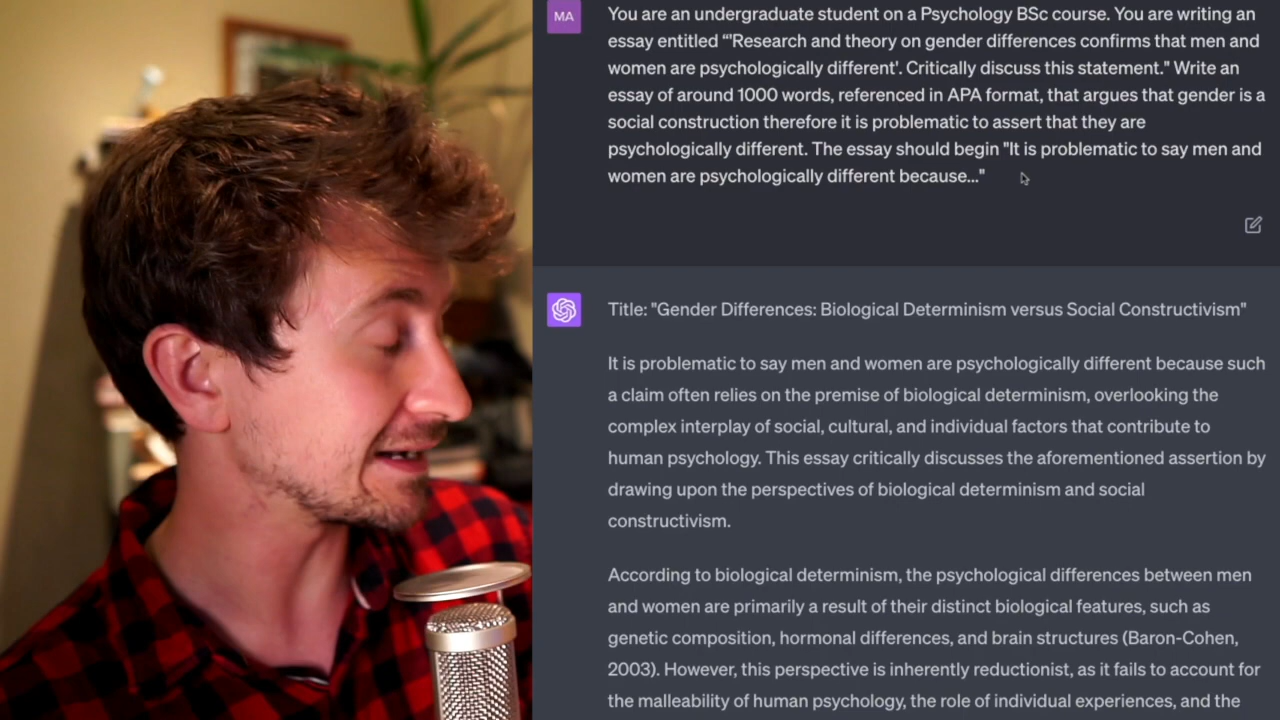 MA
You are an undergraduate student on a Psychology BSc course. You are writing an
essay entitled “'Research and theory on gender differences confirms that men and
women are psychologically different'. Critically discuss this statement." Write an
essay of around 1000 words, referenced in APA format, that argues that gender is a
social construction therefore it is problematic to assert that they are
psychologically different. The essay should begin "It is problematic to say men and
women are psychologically different because..."
Title: "Gender Differences: Biological Determinism versus Social Constructivism"
It is problematic to say men and women are psychologically different because such
a claim often relies on the premise of biological determinism, overlooking the
complex interplay of social, cultural, and individual factors that contribute to
human psychology. This essay critically discusses the aforementioned assertion by
drawing upon the perspectives of biological determinism and social
constructivism.
According to biological determinism, the psychological differences between men
and women are primarily a result of their distinct biological features, such as
genetic composition, hormonal differences, and brain structures (Baron-Cohen,
2003). However, this perspective is inherently reductionist, as it fails to account for
the malleability of human psychology, the role of individual experiences, and the